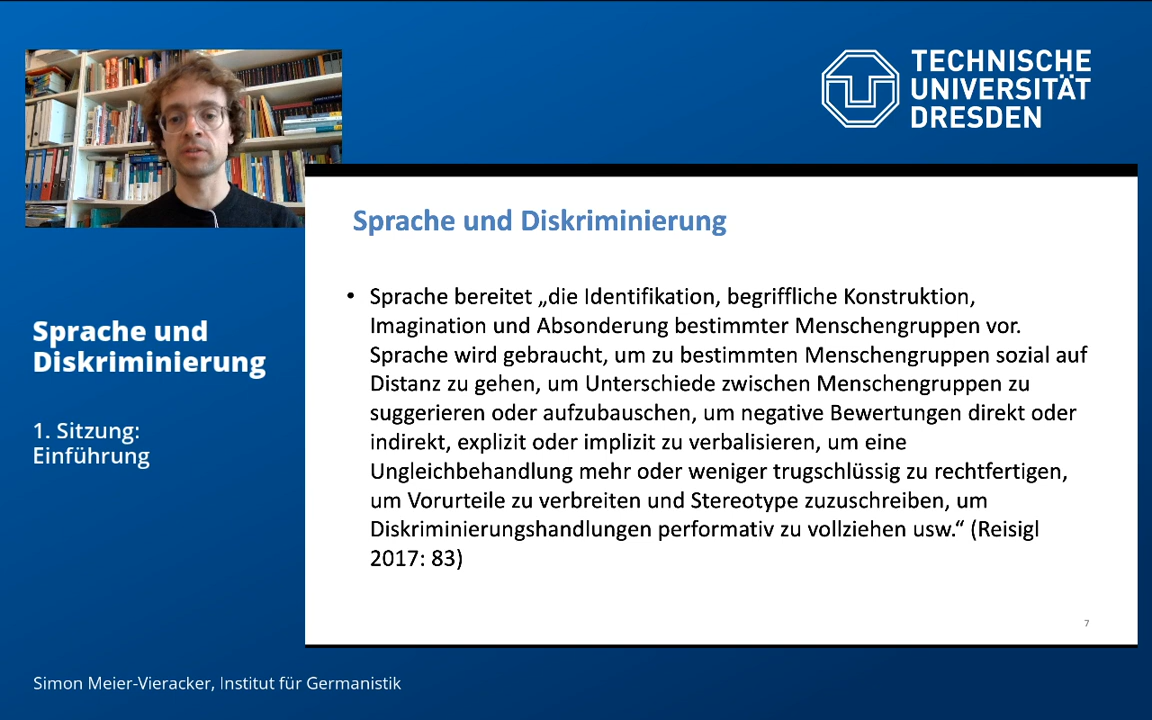 TECHNISCHE
UNIVERSITÄT
DRESDEN
Sprache und Diskriminierung
• Sprache bereitet „die Identifikation, begriffliche Konstruktion,
Imagination und Absonderung bestimmter Menschengruppen vor.
Sprache wird gebraucht, um zu bestimmten Menschengruppen sozial auf
Distanz zu gehen, um Unterschiede zwischen Menschengruppen zu
suggerieren oder aufzubauschen, um negative Bewertungen direkt oder
indirekt, explizit oder implizit zu verbalisieren, um eine
Ungleichbehandlung mehr oder weniger trugschlüssig zu rechtfertigen,
um Vorurteile zu verbreiten und Stereotype zuzuschreiben, um
Diskriminierungshandlungen performativ zu vollziehen usw.“ (Reisigl
2017: 83)
7
Sprache und
Diskriminierung
1. Sitzung:
Einführung
Simon Meier-Vieracker, Institut für Germanistik